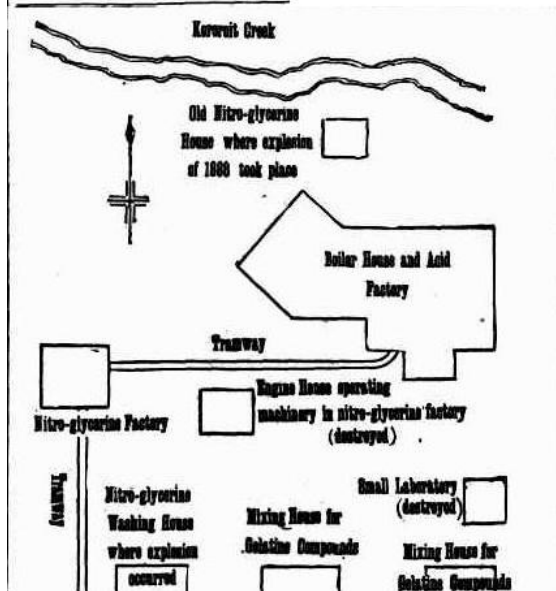 Kororoit Creek
Old Nitro-glycerine
House where explosion
of 1888 took place
Boiler House and Acid
Factory
Tramway
Engine House operating
machinery in nitro-glycerine factory
(destroyed)
Nitro-glycerine Factory
Tramway
Small Laboratory
(destroyed)
Nitro-glycerine
Washing House
where explosion
occurred
Mixing House for
Gelatine Compounds
Mixing House for
Gelatine Compounds